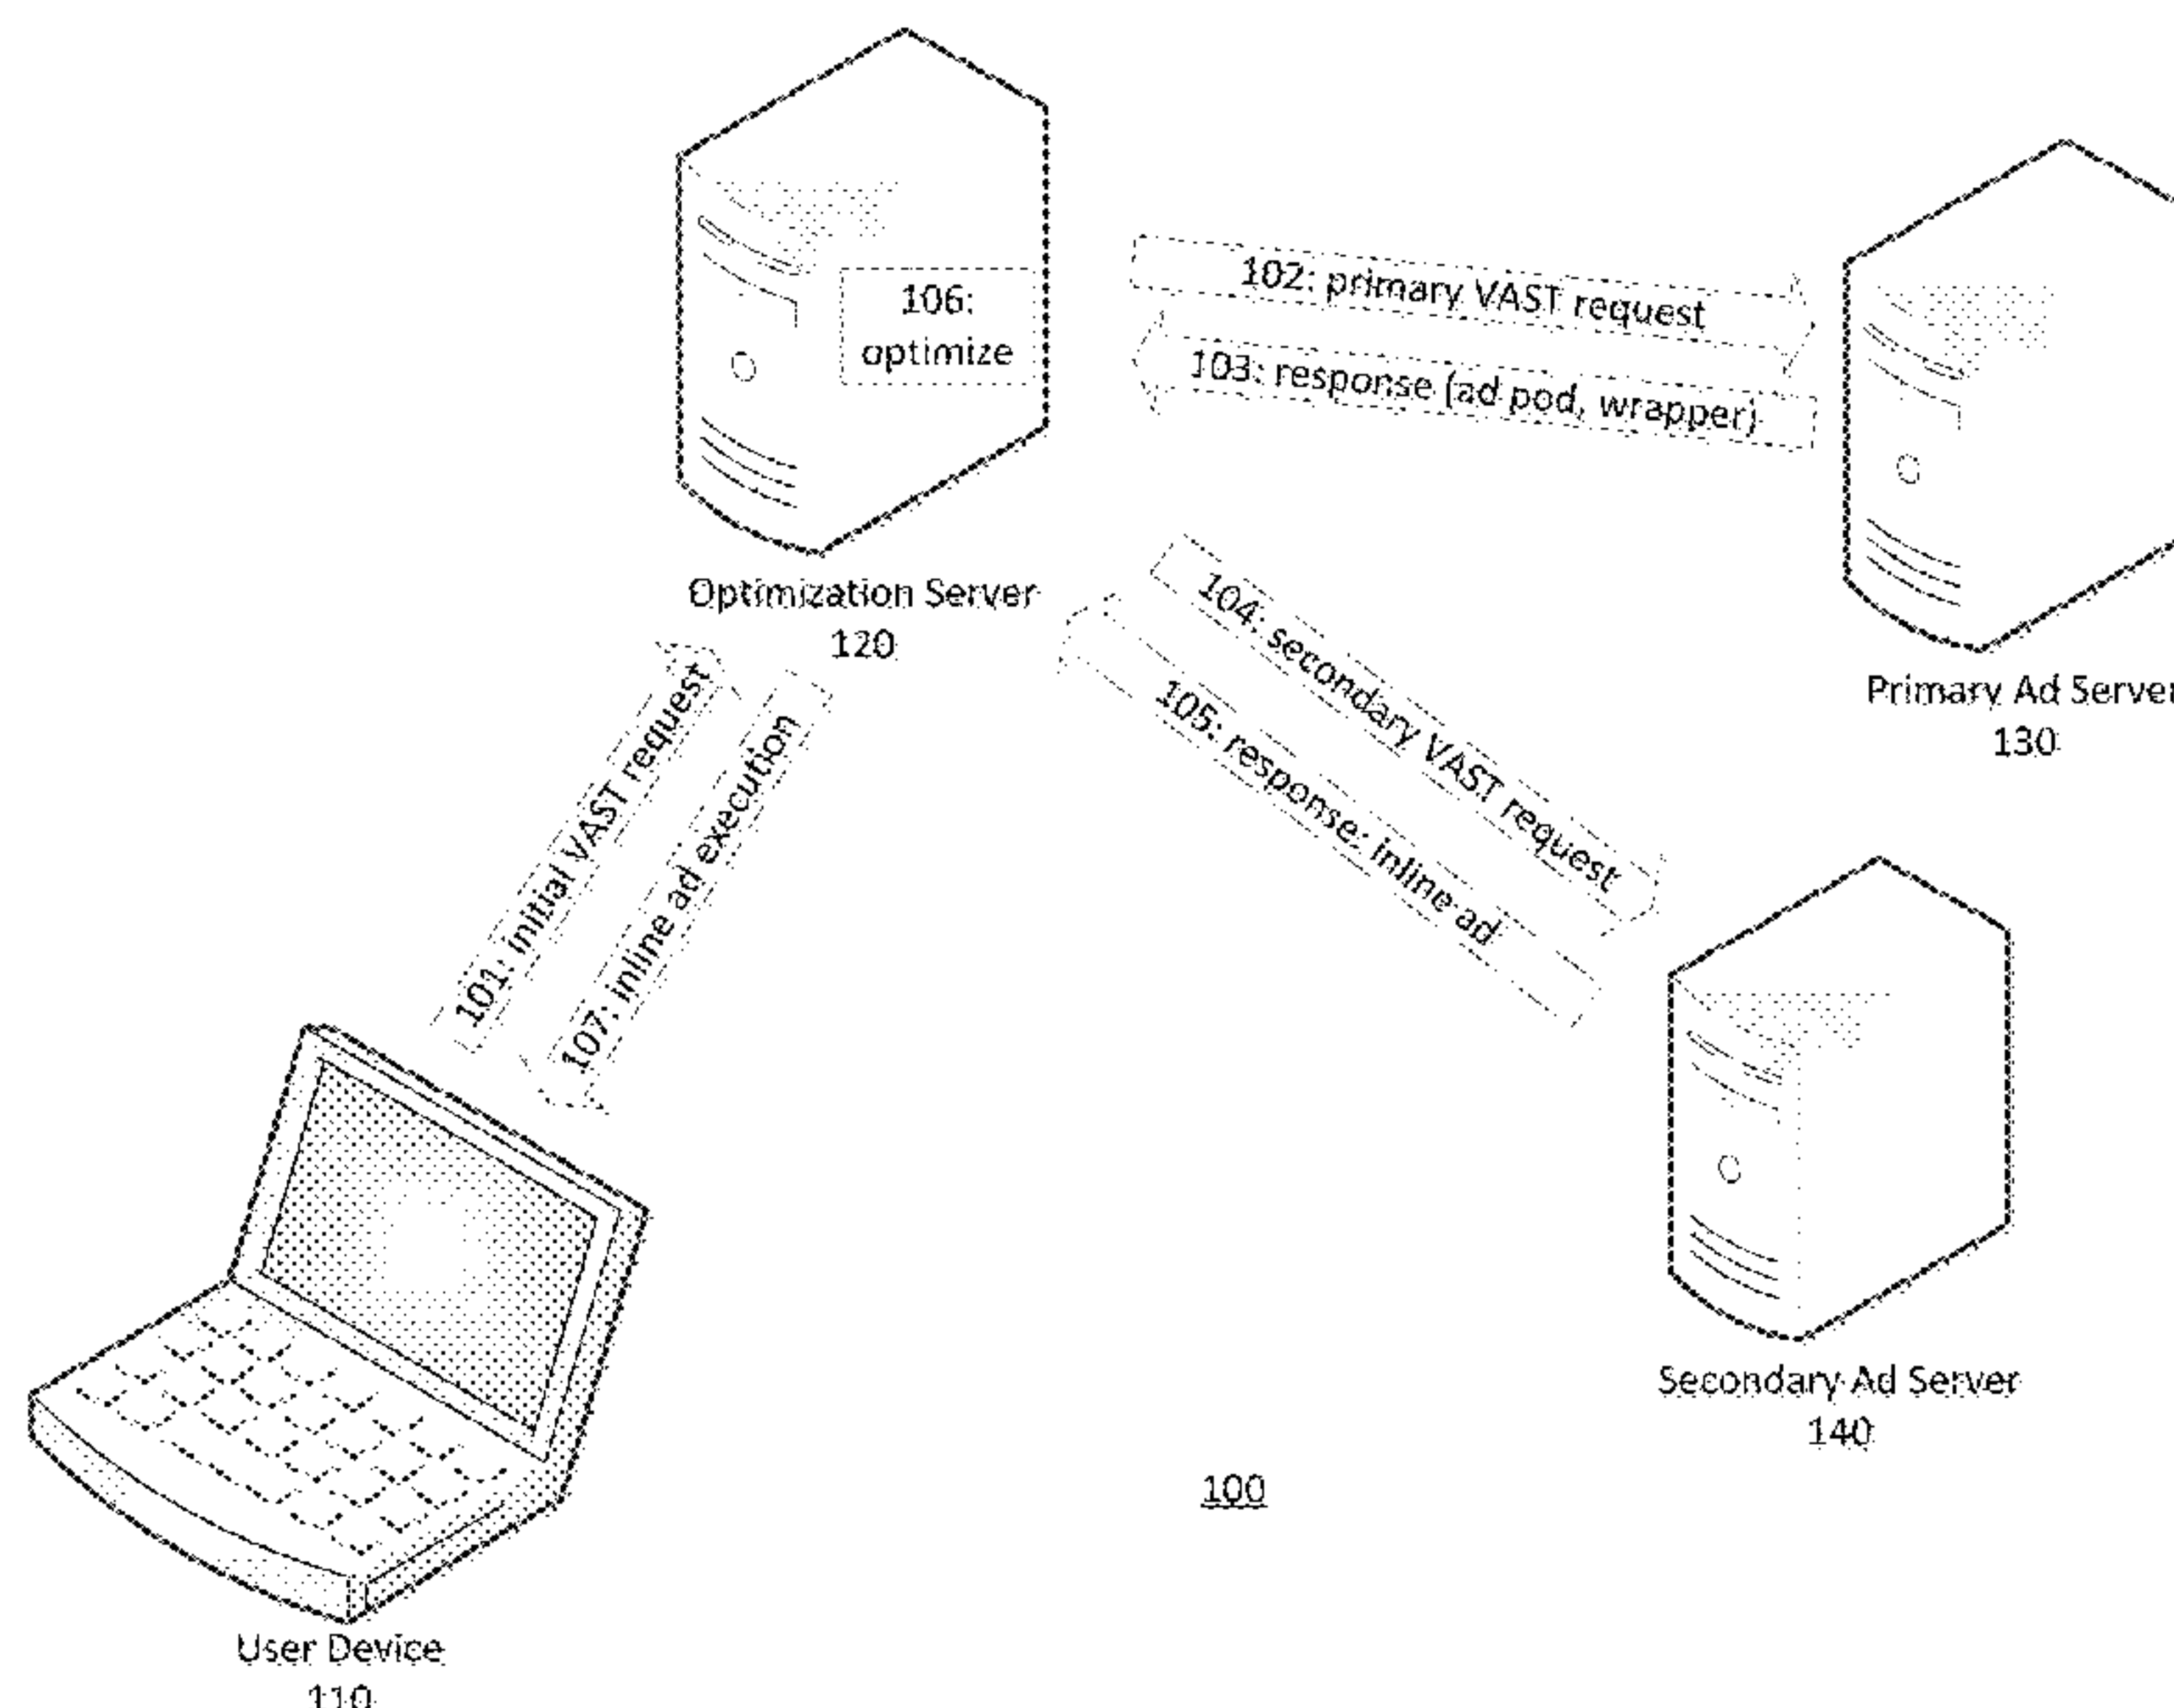 106:
optimize
102: primary VAST request
103: response (ad pod, wrapper)
Optimization Server
120
104: secondary VAST request
105: response: inline ad
Primary Ad Server
130
101: initial VAST request
107: inline ad execution
Secondary Ad Server
140
100
User Device
110